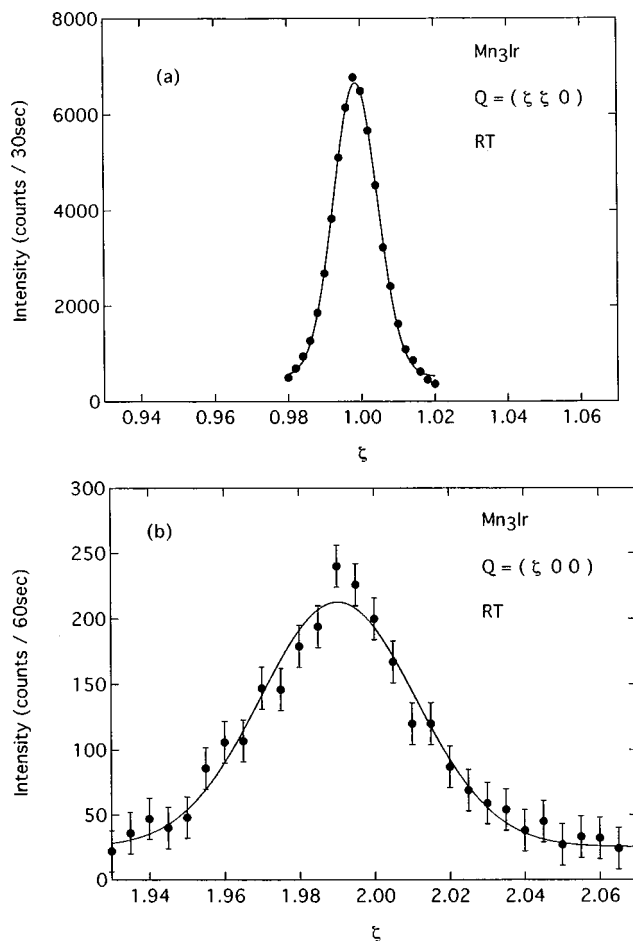 8000
6000
4000
2000
0
Intensity (counts / 30sec)
(a)
Mn3Ir
Q = ( ζ ζ 0 )
RT
0.94 0.96 0.98 1.00 1.02 1.04 1.06
ζ
300
250
200
150
100
50
0
Intensity (counts / 60sec)
(b)
Mn3Ir
Q = ( ζ 0 0 )
RT
1.94 1.96 1.98 2.00 2.02 2.04 2.06
ζ